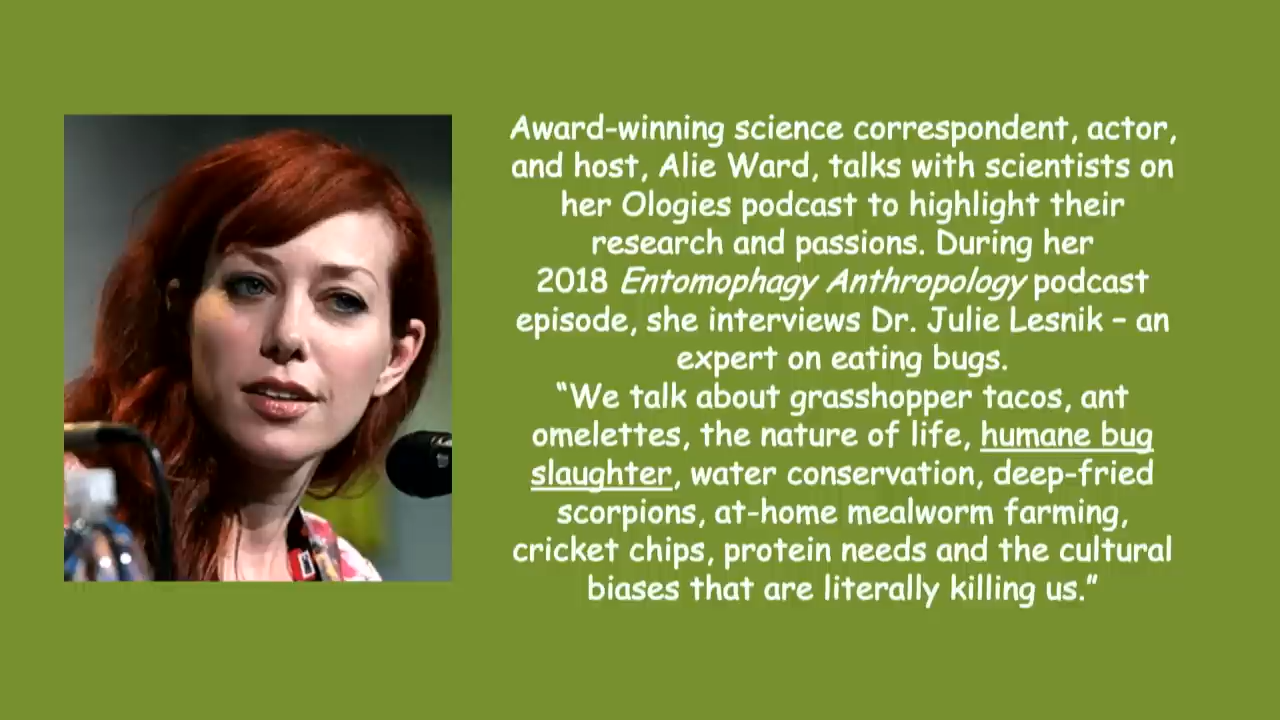 Award-winning science correspondent, actor,
and host, Alie Ward, talks with scientists on
her Ologies podcast to highlight their
research and passions. During her
2018 Entomophagy Anthropology podcast
episode, she interviews Dr. Julie Lesnik – an
expert on eating bugs.
“We talk about grasshopper tacos, ant
omelettes, the nature of life, humane bug
slaughter, water conservation, deep-fried
scorpions, at-home mealworm farming,
cricket chips, protein needs and the cultural
biases that are literally killing us.”